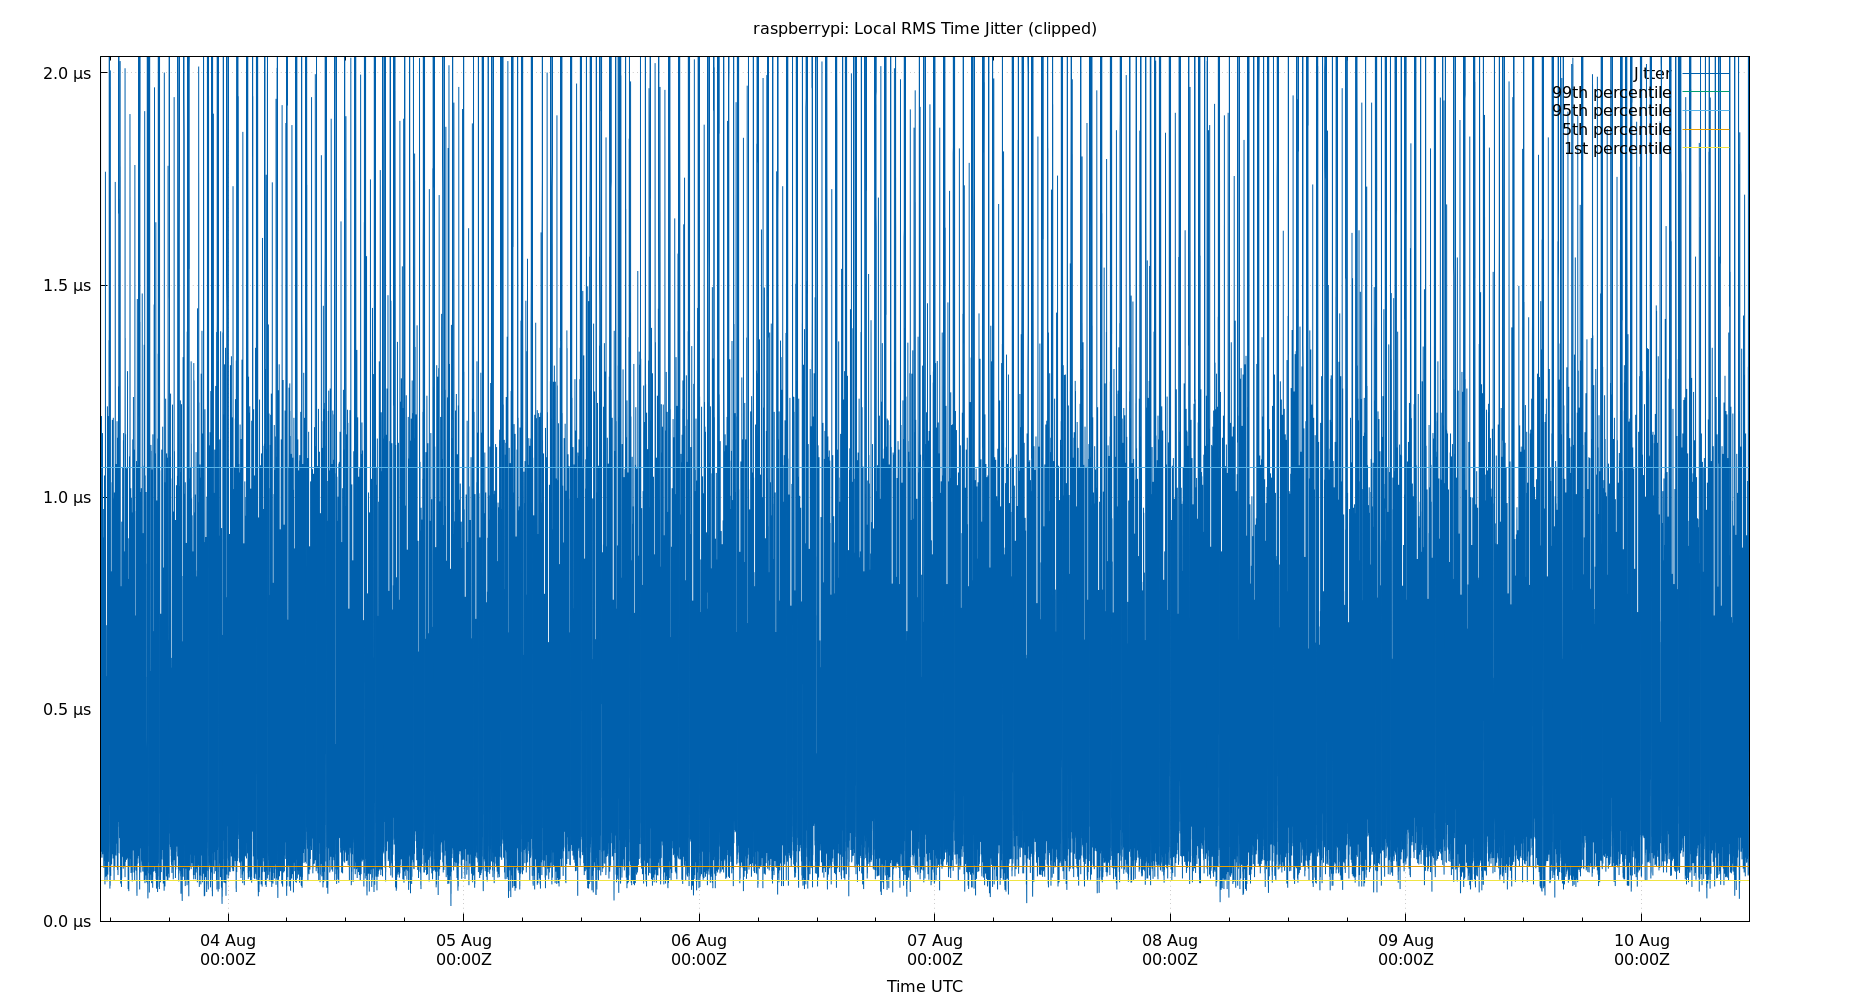 raspberrypi: Local RMS Time Jitter (clipped)
2.0 µs
1.5 µs
1.0 µs
0.5 µs
0.0 µs
Jitter
99th percentile
95th percentile
5th percentile
1st percentile
04 Aug
00:00Z
05 Aug
00:00Z
06 Aug
00:00Z
07 Aug
00:00Z
08 Aug
00:00Z
09 Aug
00:00Z
10 Aug
00:00Z
Time UTC